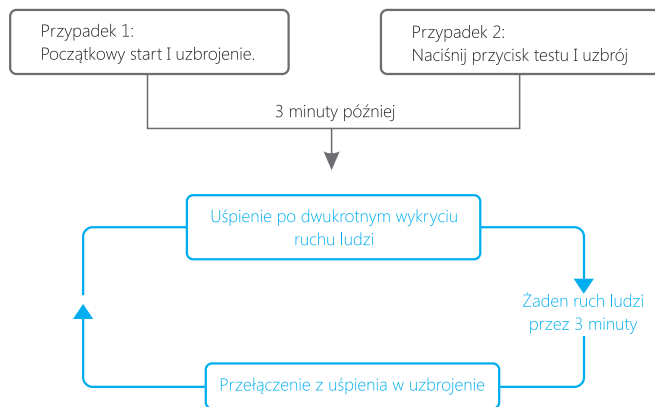 Przypadek 1:
Początkowy start I uzbrojenie.
Przypadek 2:
Naciśnij przycisk testu I uzbrój
3 minuty później
Uśpienie po dwukrotnym wykryciu
ruchu ludzi
Żaden ruch ludzi
przez 3 minuty
Przełączenie z uśpienia w uzbrojenie